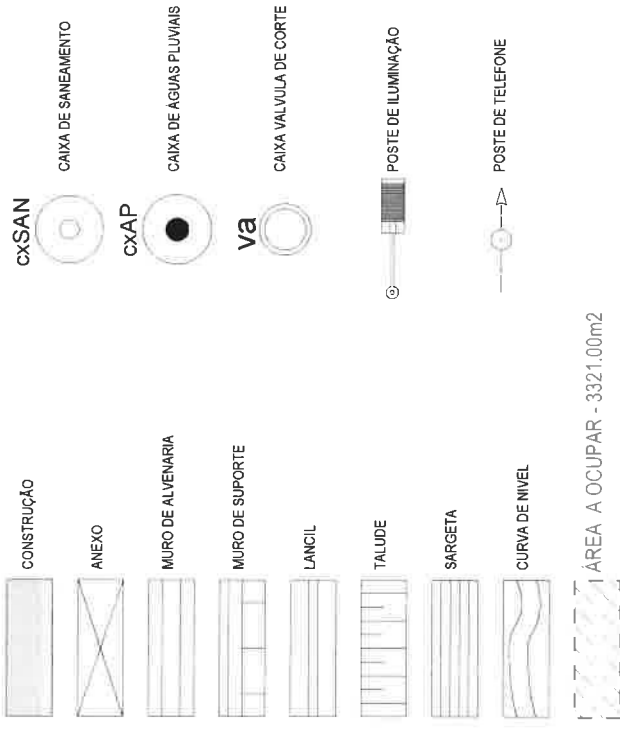 CONSTRUÇÃO
ANEXO
MURO DE ALVENARIA
MURO DE SUPORTE
LANCIL
TALUDE
SARGETA
CURVA DE NIVEL
ÁREA A OCUPAR - 3321.00m2
cxSAN
CAIXA DE SANEAMENTO
cxAP
CAIXA DE ÁGUAS PLUVIAIS
va
CAIXA VALVULA DE CORTE
POSTE DE ILUMINAÇÃO
POSTE DE TELEFONE